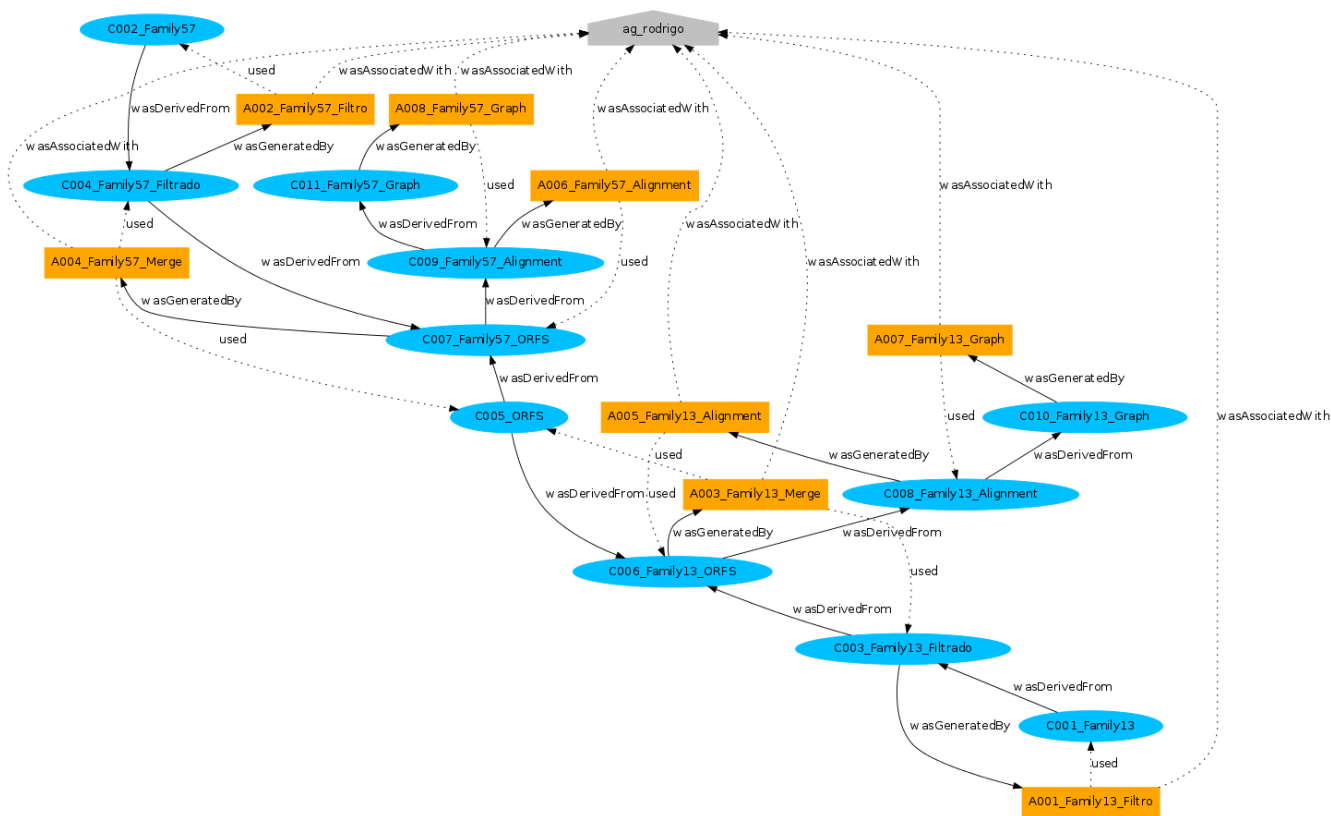 C002_Family57
ag_rodrigo
used
wasAssociatedWith
wasAssociatedWith
wasDerivedFrom
A002_Family57_Filtro
A008_Family57_Graph
wasAssociatedWith
wasAssociatedWith
wasGeneratedBy
wasGeneratedBy
C004_Family57_Filtrado
C011_Family57_Graph
used
A006_Family57_Alignment
wasAssociatedWith
used
wasDerivedFrom
wasGeneratedBy
wasAssociatedWith
A004_Family57_Merge
wasDerivedFrom
C009_Family57_Alignment
used
wasAssociatedWith
wasGeneratedBy
wasDerivedFrom
used
C007_Family57_ORFS
A007_Family13_Graph
wasDerivedFrom
wasGeneratedBy
C005_ORFS
A005_Family13_Alignment
used
C010_Family13_Graph
wasAssociatedWith
used
wasGeneratedBy
wasDerivedFrom
wasDerivedFrom
used
A003_Family13_Merge
C008_Family13_Alignment
wasGeneratedBy
wasDerivedFrom
C006_Family13_ORFS
used
wasDerivedFrom
C003_Family13_Filtrado
wasDerivedFrom
wasGeneratedBy
C001_Family13
used
A001_Family13_Filtro